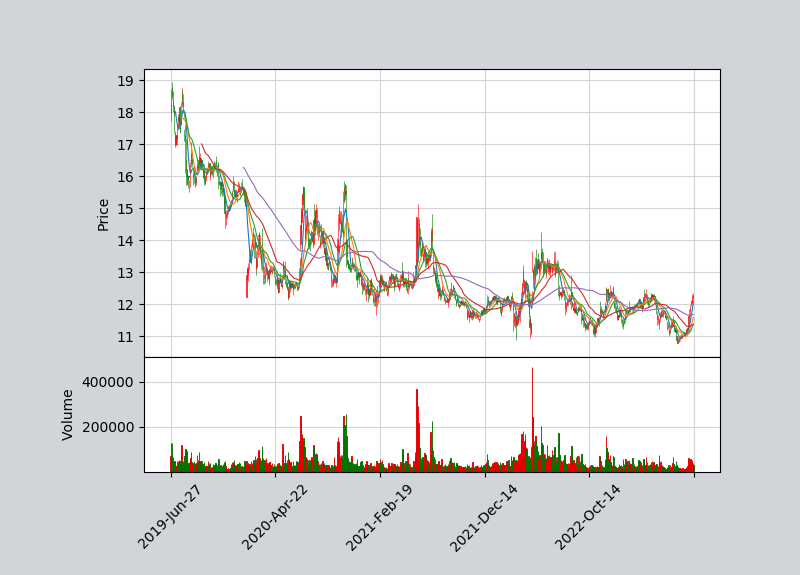 19
18
17
16
15
14
13
12
11
Price
400000
200000
Volume
2019-Jun-27
2020-Apr-22
2021-Feb-19
2021-Dec-14
2022-Oct-14